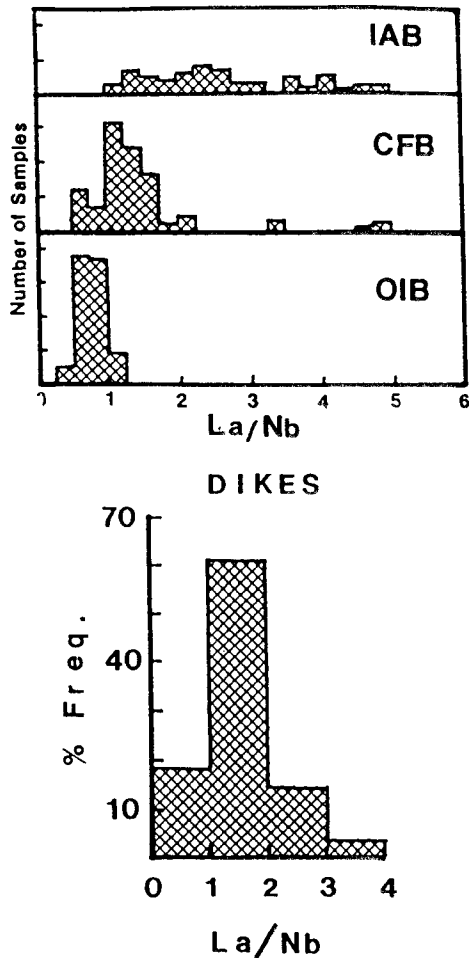 IAB
CFB
OIB
Number of Samples
0 1 2 3 4 5 6
La/Nb
DIKES
70
40
10
% Freq.
0 1 2 3 4
La/Nb